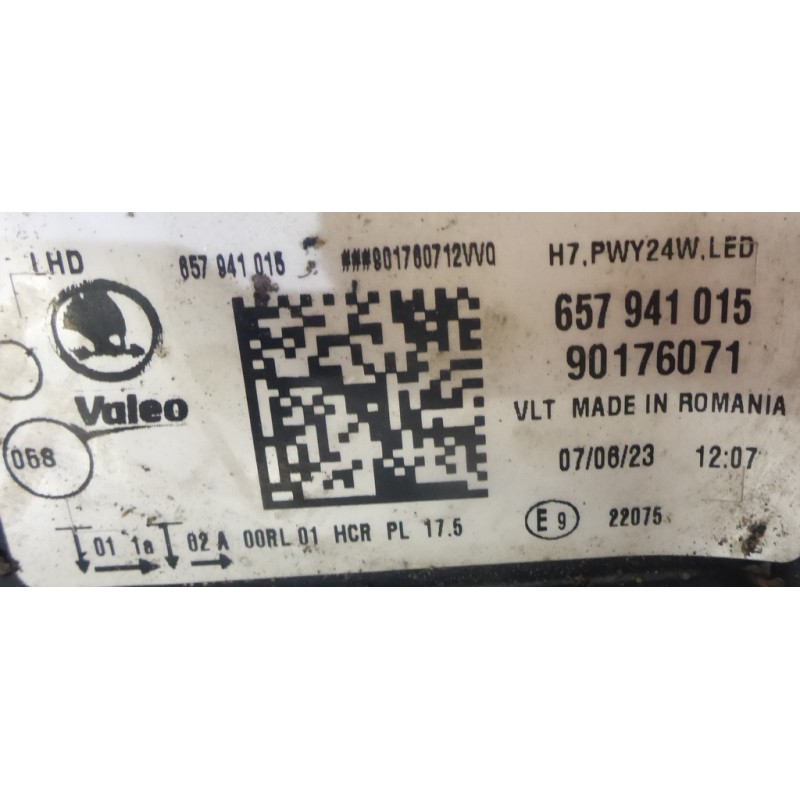 LHD 657 941 015 ###901760712VVQ H7,PWY24W,LED
657 941 015
90176071
Valeo
VLT MADE IN ROMANIA
068
07/06/23 12:07
E9 22075
01 1a 02 A 00RL 01 HCR PL 17.5